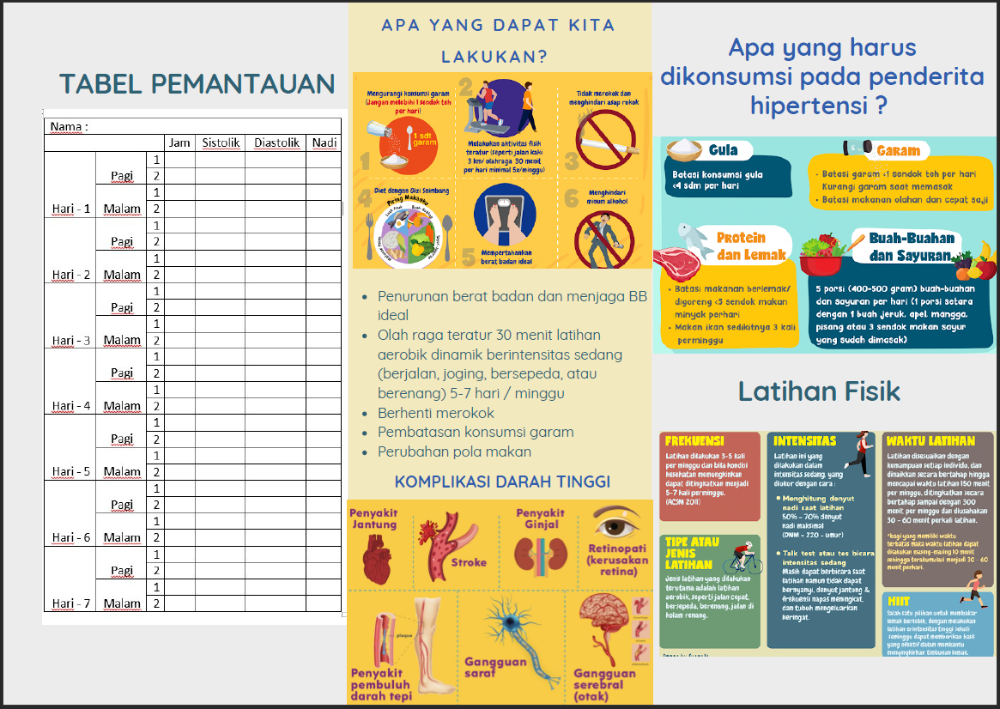 TABEL PEMANTAUAN
Nama :
Jam Sistolik Diastolik Nadi
Pagi 1
2
Hari - 1 Malam 1
2
Pagi 1
2
Hari - 2 Malam 1
2
Pagi 1
2
Hari - 3 Malam 1
2
Pagi 1
2
Hari - 4 Malam 1
2
Pagi 1
2
Hari - 5 Malam 1
2
Pagi 1
2
Hari - 6 Malam 1
2
Pagi 1
2
Hari - 7 Malam 1
2
APA YANG DAPAT KITA
LAKUKAN?
1
Mengurangi konsumsi garam
(Jangan melebihi 1 sendok teh
per hari)
1 sdt
garam
2
Melakukan aktivitas fisik
teratur (seperti jalan kaki
3 km/ olahraga 30 menit
per hari minimal 5x/minggu)
3
Tidak merokok dan
menghindari asap rokok
4
Diet dengan Gizi Seimbang
Piring Makanku
5
Mempertahankan
berat badan ideal
6
Menghindari
minum alkohol
Penurunan berat badan dan menjaga BB
ideal
Olah raga teratur 30 menit latihan
aerobik dinamik berintensitas sedang
(berjalan, joging, bersepeda, atau
berenang) 5-7 hari / minggu
Berhenti merokok
Pembatasan konsumsi garam
Perubahan pola makan
KOMPLIKASI DARAH TINGGI
Penyakit
Jantung
Stroke
Penyakit
Ginjal
Retinopati
(kerusakan
retina)
plaque
Penyakit
pembuluh
darah tepi
Gangguan
saraf
Gangguan
serebral
(otak)
Apa yang harus
dikonsumsi pada penderita
hipertensi ?
Gula
Batasi konsumsi gula
<4 sdm per hari
Garam
Batasi garam <1 sendok teh per hari
Kurangi garam saat memasak
Batasi makanan olahan dan cepat saji
Protein
dan Lemak
Batasi makanan berlemak/
digoreng <5 sendok makan
minyak perhari
Makan ikan sedikitnya 3 kali
perminggu
Buah-Buahan
dan Sayuran
5 porsi (400-500 gram) buah-buahan
dan sayuran per hari (1 porsi setara
dengan 1 buah jeruk, apel, mangga,
pisang atau 3 sendok makan sayur
yang sudah dimasak)
Latihan Fisik
FREKUENSI
Latihan dilakukan 3-5 kali
per minggu dan bila kondisi
kesehatan memungkinkan
dapat ditingkatkan menjadi
5-7 kali perminggu.
(ACSM 2011)
TIPE ATAU
JENIS
LATIHAN
Jenis latihan yang dilakukan
terutama adalah latihan
aerobik, seperti jalan cepat,
bersepeda, berenang, jalan di
kolam renang.
INTENSITAS
Latihan ini yang
dilakukan dalam
intensitas sedang, yang
diukur dengan cara :
Menghitung denyut
nadi saat latihan
50% - 70% denyut
nadi maksimal
(DNM = 220 - umur)
Talk test atau tes bicara
intensitas sedang
Masih dapat berbicara saat
latihan namun tidak dapat
bernyanyi, denyut jantung &
frekuensi napas meningkat,
dan tubuh mengeluarkan
keringat.
WAKTU LATIHAN
Latihan disesuaikan dengan
kemampuan setiap individu, dan
dinaikkan secara bertahap hingga
mencapai waktu latihan 150 menit
per minggu, ditingkatkan secara
bertahap sampai dengan 300
menit per minggu dan diusahakan
30 - 60 menit perkali latihan.
*bagi yang memiliki waktu
terbatas maka waktu latihan dapat
dilakukan masing-masing 10 menit
sehingga terakumulasi menjadi 30 - 60
menit perhari.
HIIT
Salah satu pilihan untuk membakar
lemak berlebih, dengan melakukan
latihan berintensitas tinggi sekali
seminggu dapat memberikan hasil
yang efektif dalam membantu
menyingkirkan timbunan lemak.